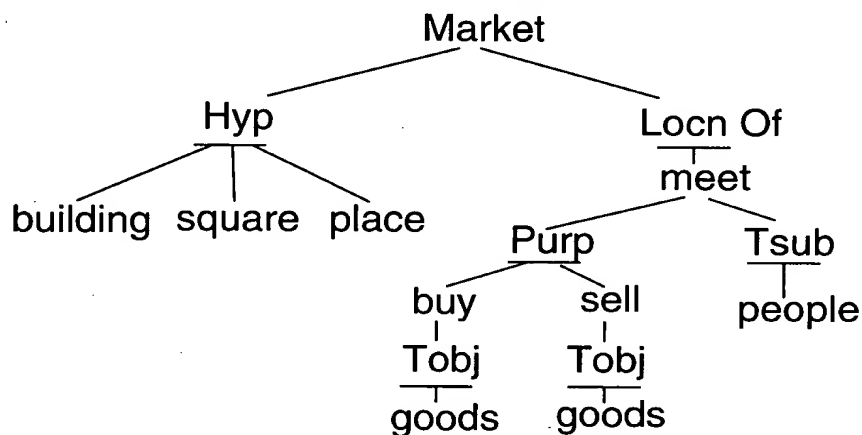 Market
Hyp Locn Of
building square place meet
Purp Tsub
buy sell people
Tobj Tobj
goods goods